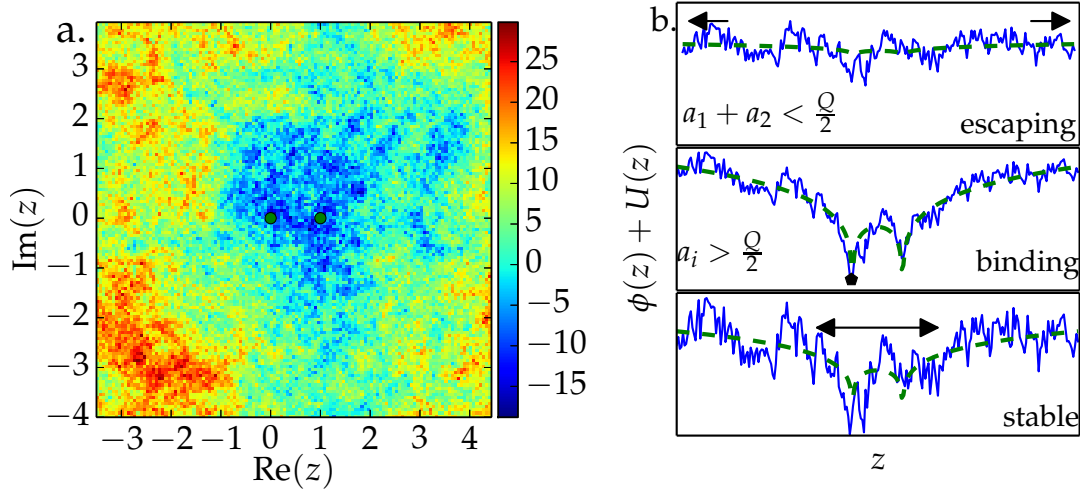 a.
3
2
1
0
−1
−2
−3
−4
Im(z)
−3 −2 −1 0 1 2 3 4
Re(z)
25
20
15
10
5
0
−5
−10
−15
b.
ϕ(z) + U(z)
a₁ + a₂ < Q/2
escaping
aᵢ > Q/2
binding
stable
z